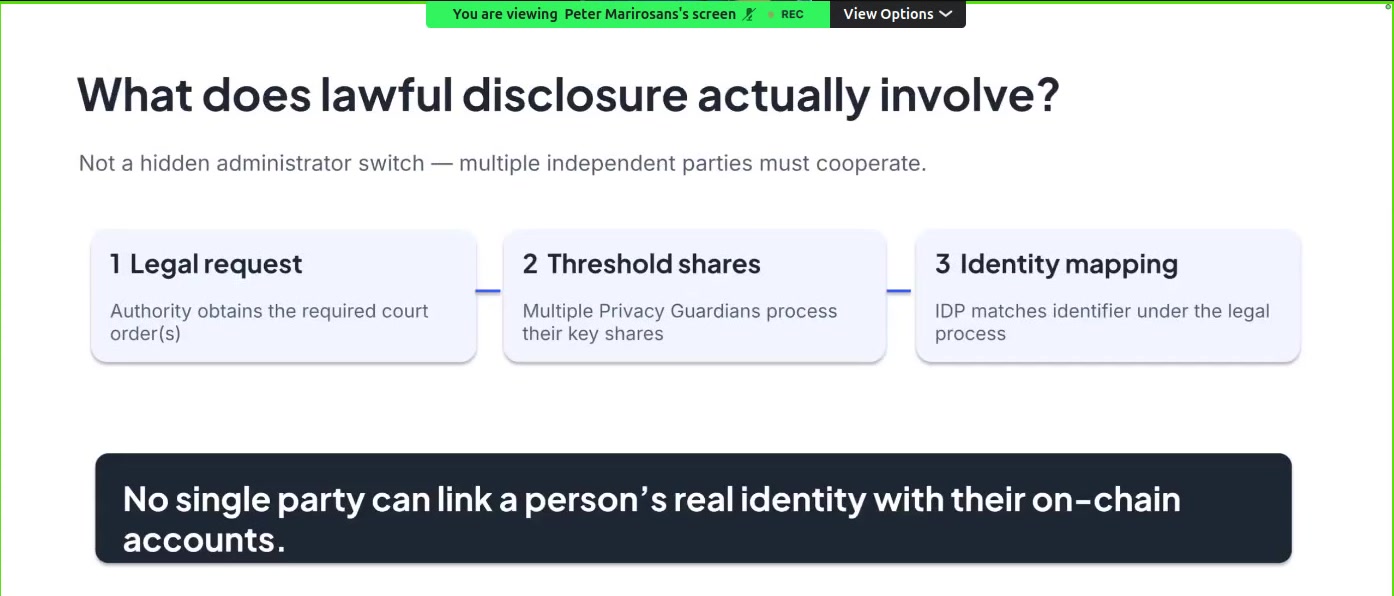 You are viewing Peter Marirosans's screen REC View Options
What does lawful disclosure actually involve?
Not a hidden administrator switch — multiple independent parties must cooperate.
1 Legal request
Authority obtains the required court
order(s)
2 Threshold shares
Multiple Privacy Guardians process
their key shares
3 Identity mapping
IDP matches identifier under the legal
process
No single party can link a person’s real identity with their on-chain
accounts.